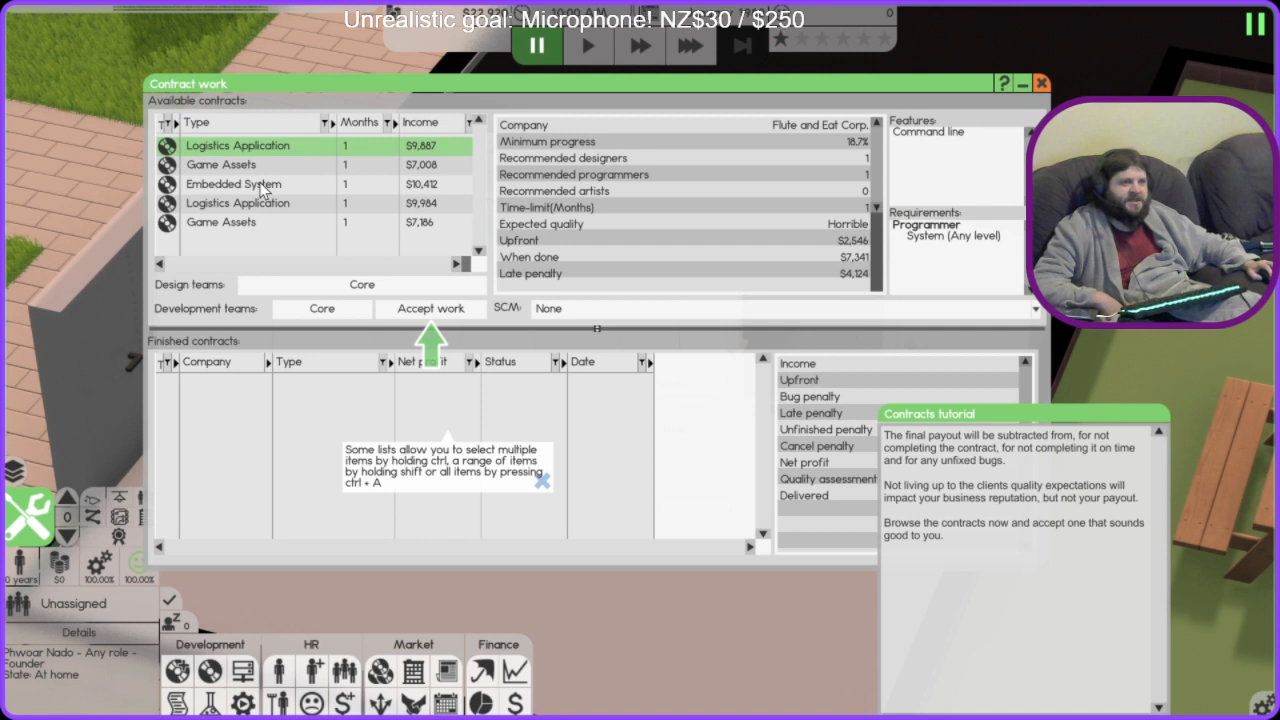 Unrealistic goal: Microphone! NZ$30 / $250
$22,920
10:00 AM
0
Contract work
?
Available contracts:
Type Months Income
Logistics Application 1 $9,887
Game Assets 1 $7,008
Embedded System 1 $10,412
Logistics Application 1 $9,984
Game Assets 1 $7,186
Company Flute and Eat Corp.
Minimum progress 18.7%
Recommended designers 1
Recommended programmers 1
Recommended artists 0
Time-limit(Months) 1
Expected quality Horrible
Upfront $2,546
When done $7,341
Late penalty $4,124
Features:
Command line
Requirements:
Programmer
System (Any level)
Design teams: Core
Development teams: Core Accept work SCM: None
Finished contracts:
Company Type Net profit Status Date
Some lists allow you to select multiple
items by holding ctrl, a range of items
by holding shift or all items by pressing
ctrl + A
Income
Upfront
Bug penalty
Late penalty
Unfinished penalty
Cancel penalty
Net profit
Quality assessment
Delivered
Contracts tutorial
The final payout will be subtracted from, for not
completing the contract, for not completing it on time
and for any unfixed bugs.
Not living up to the clients quality expectations will
impact your business reputation, but not your payout.
Browse the contracts now and accept one that sounds
good to you.
0
0 years $0 100,00% 100,00%
Unassigned
Details
Phwoar Nado - Any role -
Founder
State: At home
Z 0
Development HR Market Finance